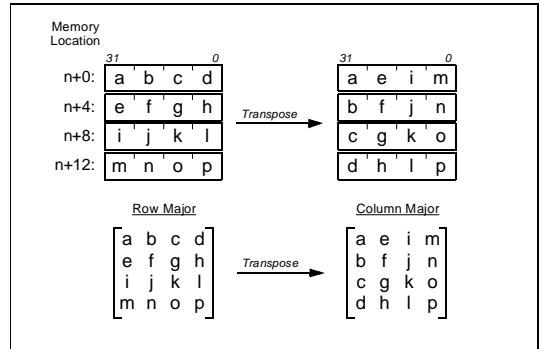 Memory
Location
31 0 31 0
n+0: a b c d a e i m
n+4: e f g h Transpose b f j n
n+8: i j k l c g k o
n+12: m n o p d h l p
Row Major Column Major
a b c d a e i m
e f g h Transpose b f j n
i j k l c g k o
m n o p d h l p